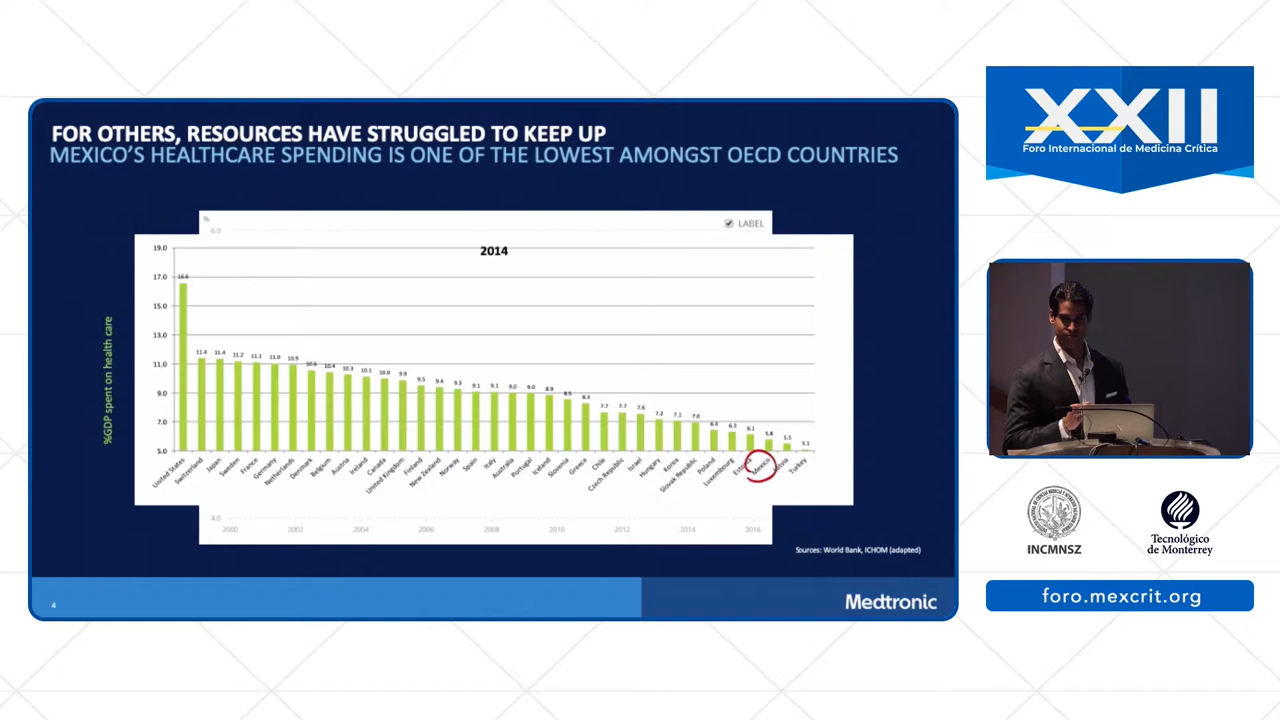 FOR OTHERS, RESOURCES HAVE STRUGGLED TO KEEP UP
MEXICO'S HEALTHCARE SPENDING IS ONE OF THE LOWEST AMONGST OECD COUNTRIES
%
6.0
LABEL
2014
%GDP spent on health care
19.0
17.0
15.0
13.0
11.0
9.0
7.0
5.0
16.6 11.4 11.4 11.2 11.1 11.0 10.9 10.6 10.4 10.3 10.1 10.0 9.9 9.5 9.4 9.3 9.1 9.1 9.0 9.0 8.9 8.5 8.3 7.7 7.7 7.6 7.2 7.1 7.0 6.4 6.3 6.1 5.8 5.5 5.1
United States
Switzerland
Japan
Sweden
France
Germany
Netherlands
Denmark
Belgium
Austria
Ireland
Canada
United Kingdom
Finland
New Zealand
Norway
Spain
Italy
Australia
Portugal
Iceland
Slovenia
Greece
Chile
Czech Republic
Israel
Hungary
Korea
Slovak Republic
Poland
Luxembourg
Mexico
Turkey
4.0
2000 2002 2004 2006 2008 2010 2012 2014 2016
Sources: World Bank, ICHOM (adapted)
4
Medtronic
XXII
Foro Internacional de Medicina Crítica
INCMNSZ
Tecnológico
de Monterrey
foro.mexcrit.org